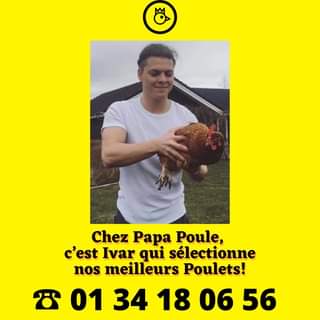 Chez Papa Poule,
c’est Ivar qui sélectionne
nos meilleurs Poulets!
☎ 01 34 18 06 56